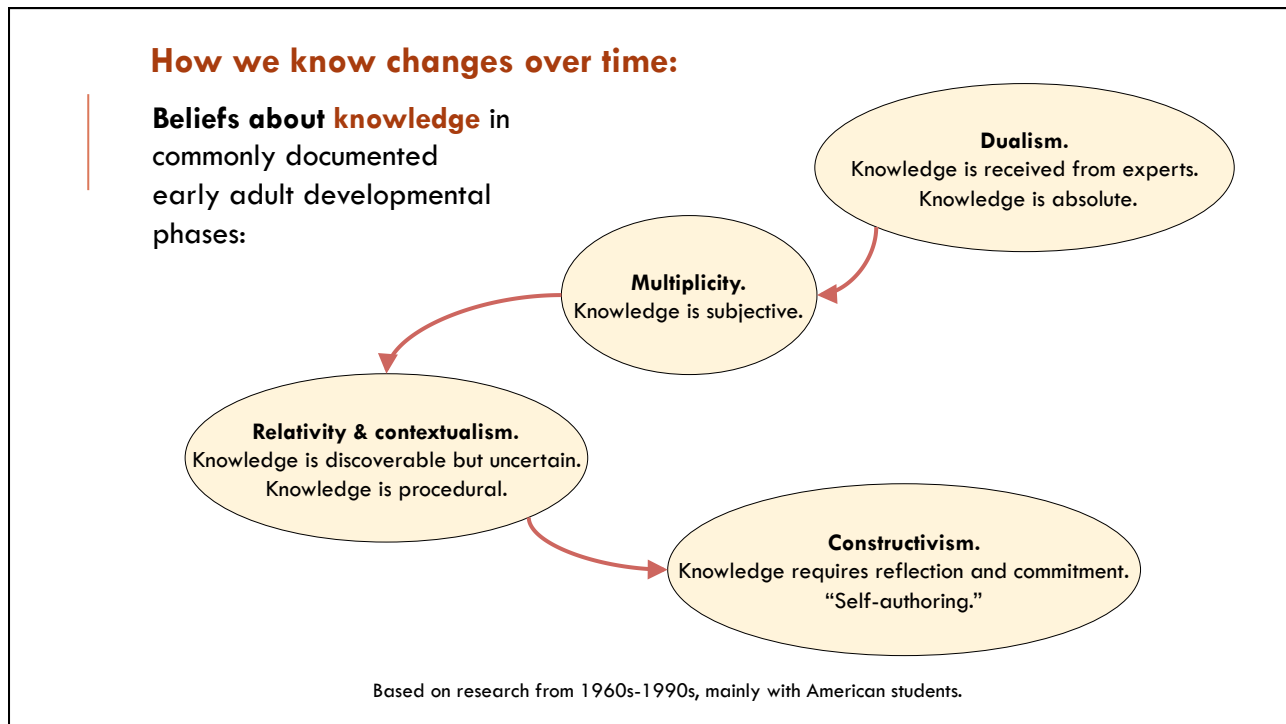 How we know changes over time:
Beliefs about knowledge in
commonly documented
early adult developmental
phases:
Dualism.
Knowledge is received from experts.
Knowledge is absolute.
Multiplicity.
Knowledge is subjective.
Relativity & contextualism.
Knowledge is discoverable but uncertain.
Knowledge is procedural.
Constructivism.
Knowledge requires reflection and commitment.
“Self-authoring.”
Based on research from 1960s-1990s, mainly with American students.